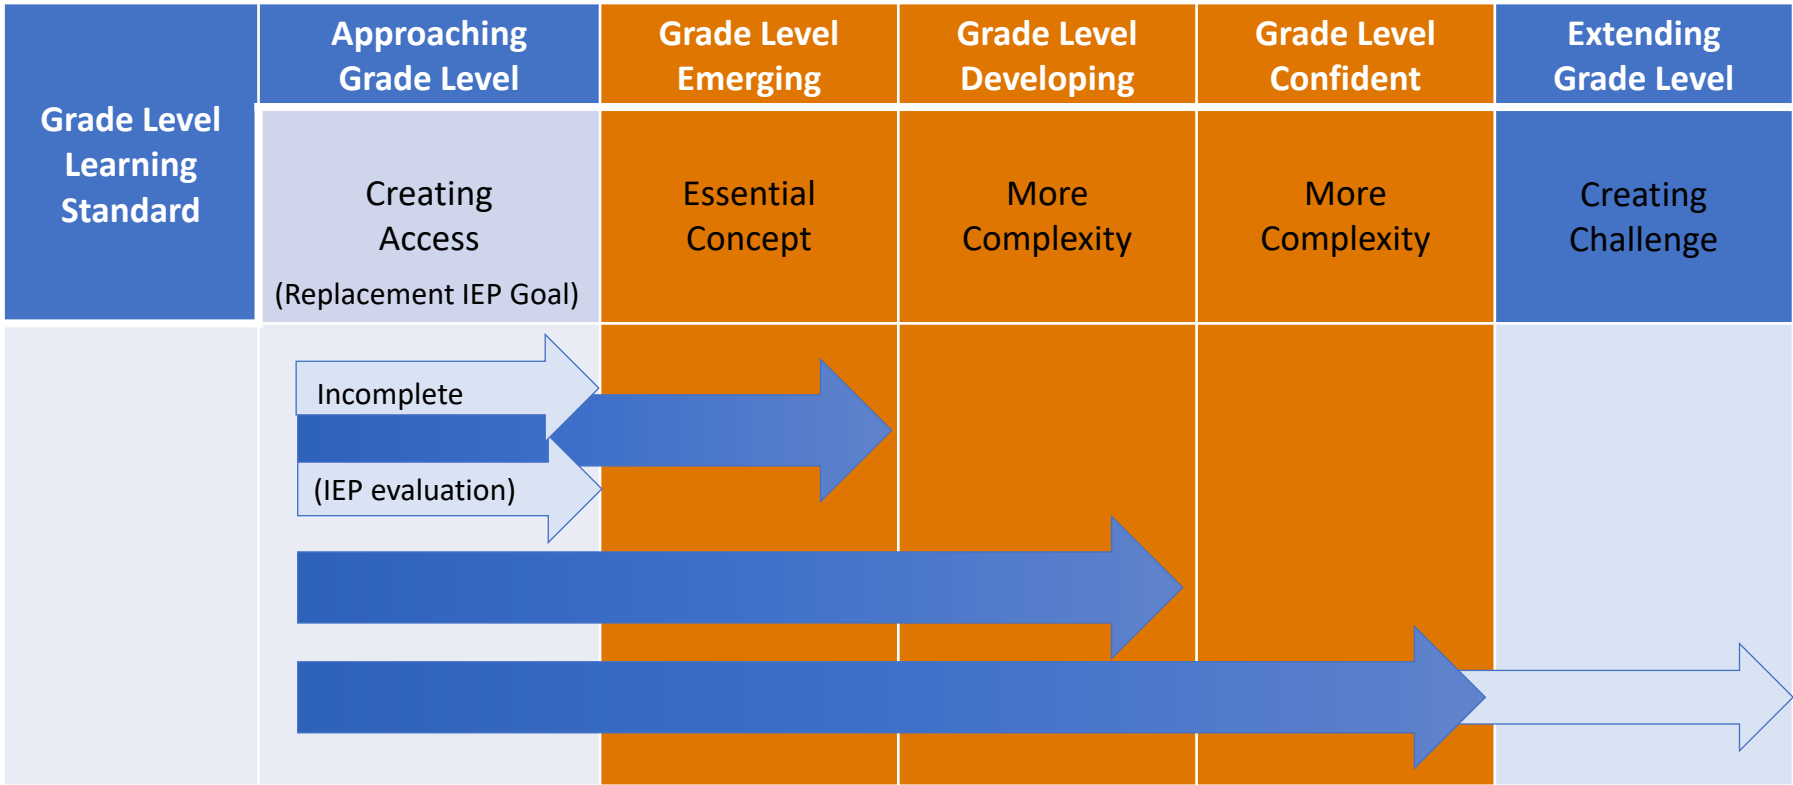 Grade Level
Learning
Standard
Approaching
Grade Level
Grade Level
Emerging
Grade Level
Developing
Grade Level
Confident
Extending
Grade Level
Creating
Access
(Replacement IEP Goal)
Essential
Concept
More
Complexity
More
Complexity
Creating
Challenge
Incomplete
(IEP evaluation)